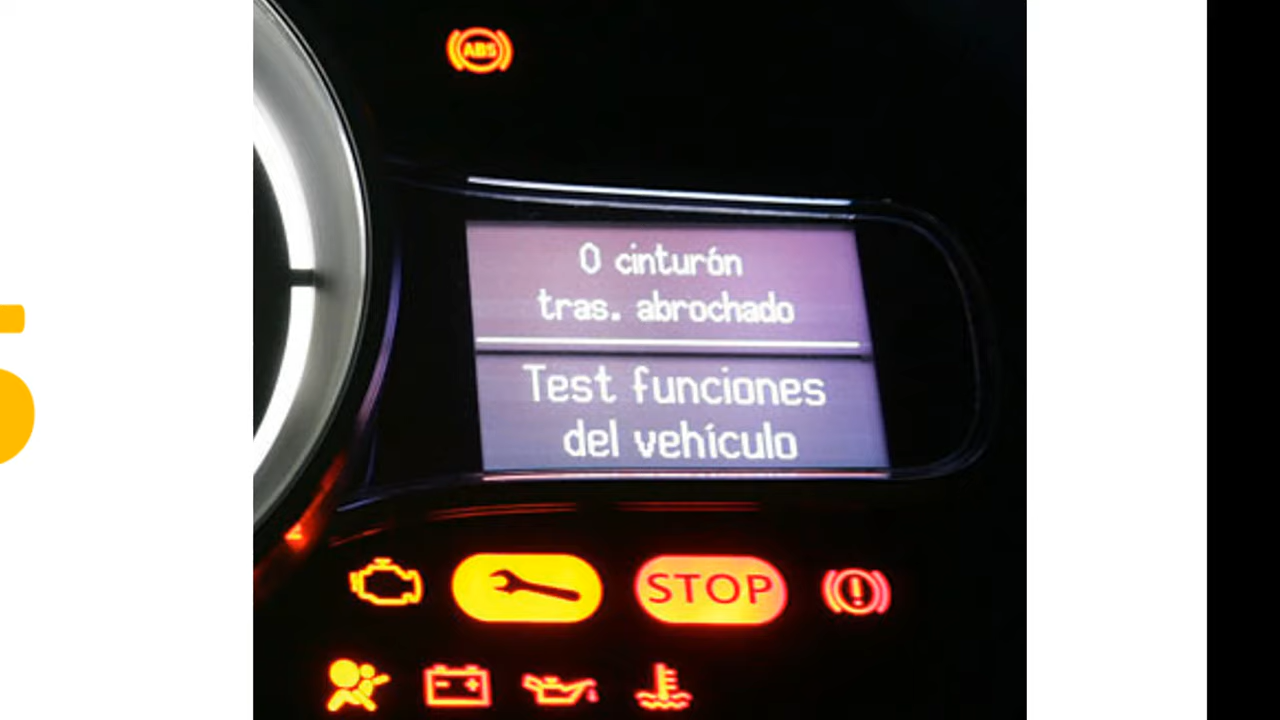 ABS
0 cinturón
tras. abrochado
Test funciones
del vehículo
STOP